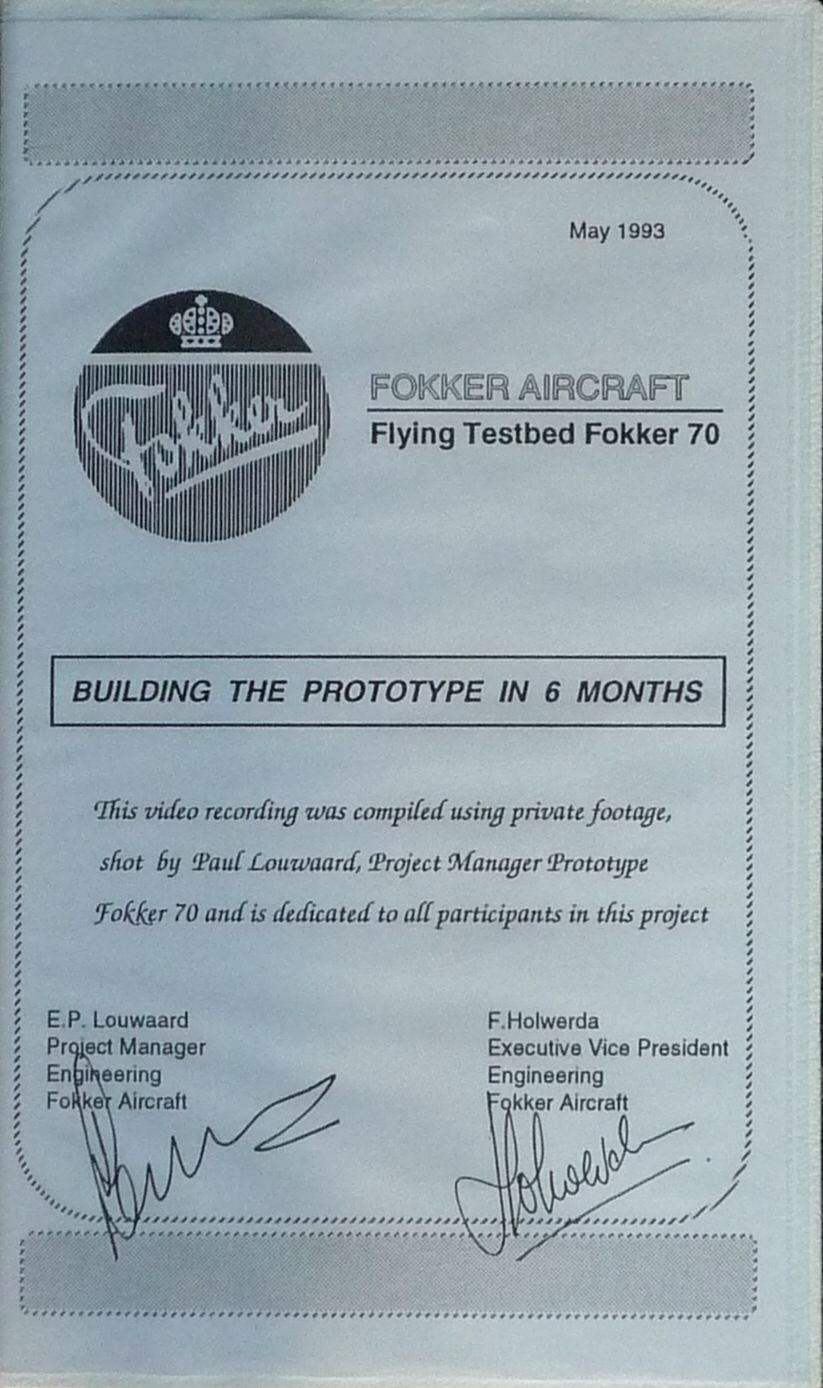 May 1993
Fokker
FOKKER AIRCRAFT
Flying Testbed Fokker 70
BUILDING THE PROTOTYPE IN 6 MONTHS
This video recording was compiled using private footage,
shot by Paul Louwaard, Project Manager Prototype
Fokker 70 and is dedicated to all participants in this project
E.P. Louwaard
Project Manager
Engineering
Fokker Aircraft
F.Holwerda
Executive Vice President
Engineering
Fokker Aircraft
Holwerda